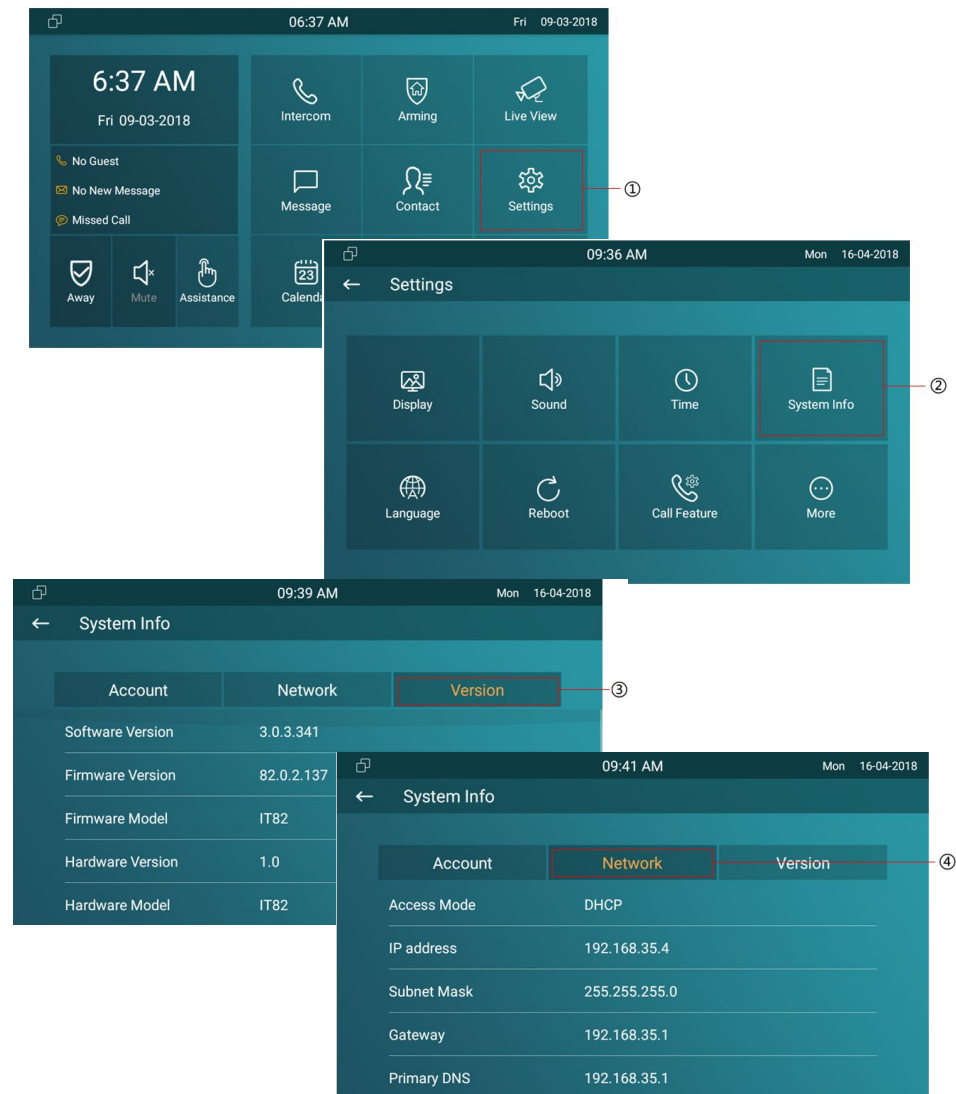 06:37 AM Fri 09-03-2018
6:37 AM
Fri 09-03-2018
No Guest
No New Message
Missed Call
Away Mute Assistance
Intercom Arming Live View
Message Contact Settings
①
23
09:36 AM Mon 16-04-2018
Settings
Display Sound Time System Info
②
Language Reboot Call Feature More
09:39 AM Mon 16-04-2018
System Info
Account Network Version
③
Software Version 3.0.3.341
Firmware Version 82.0.2.137
Firmware Model IT82
Hardware Version 1.0
Hardware Model IT82
09:41 AM Mon 16-04-2018
System Info
Account Network Version
④
Access Mode DHCP
IP address 192.168.35.4
Subnet Mask 255.255.255.0
Gateway 192.168.35.1
Primary DNS 192.168.35.1